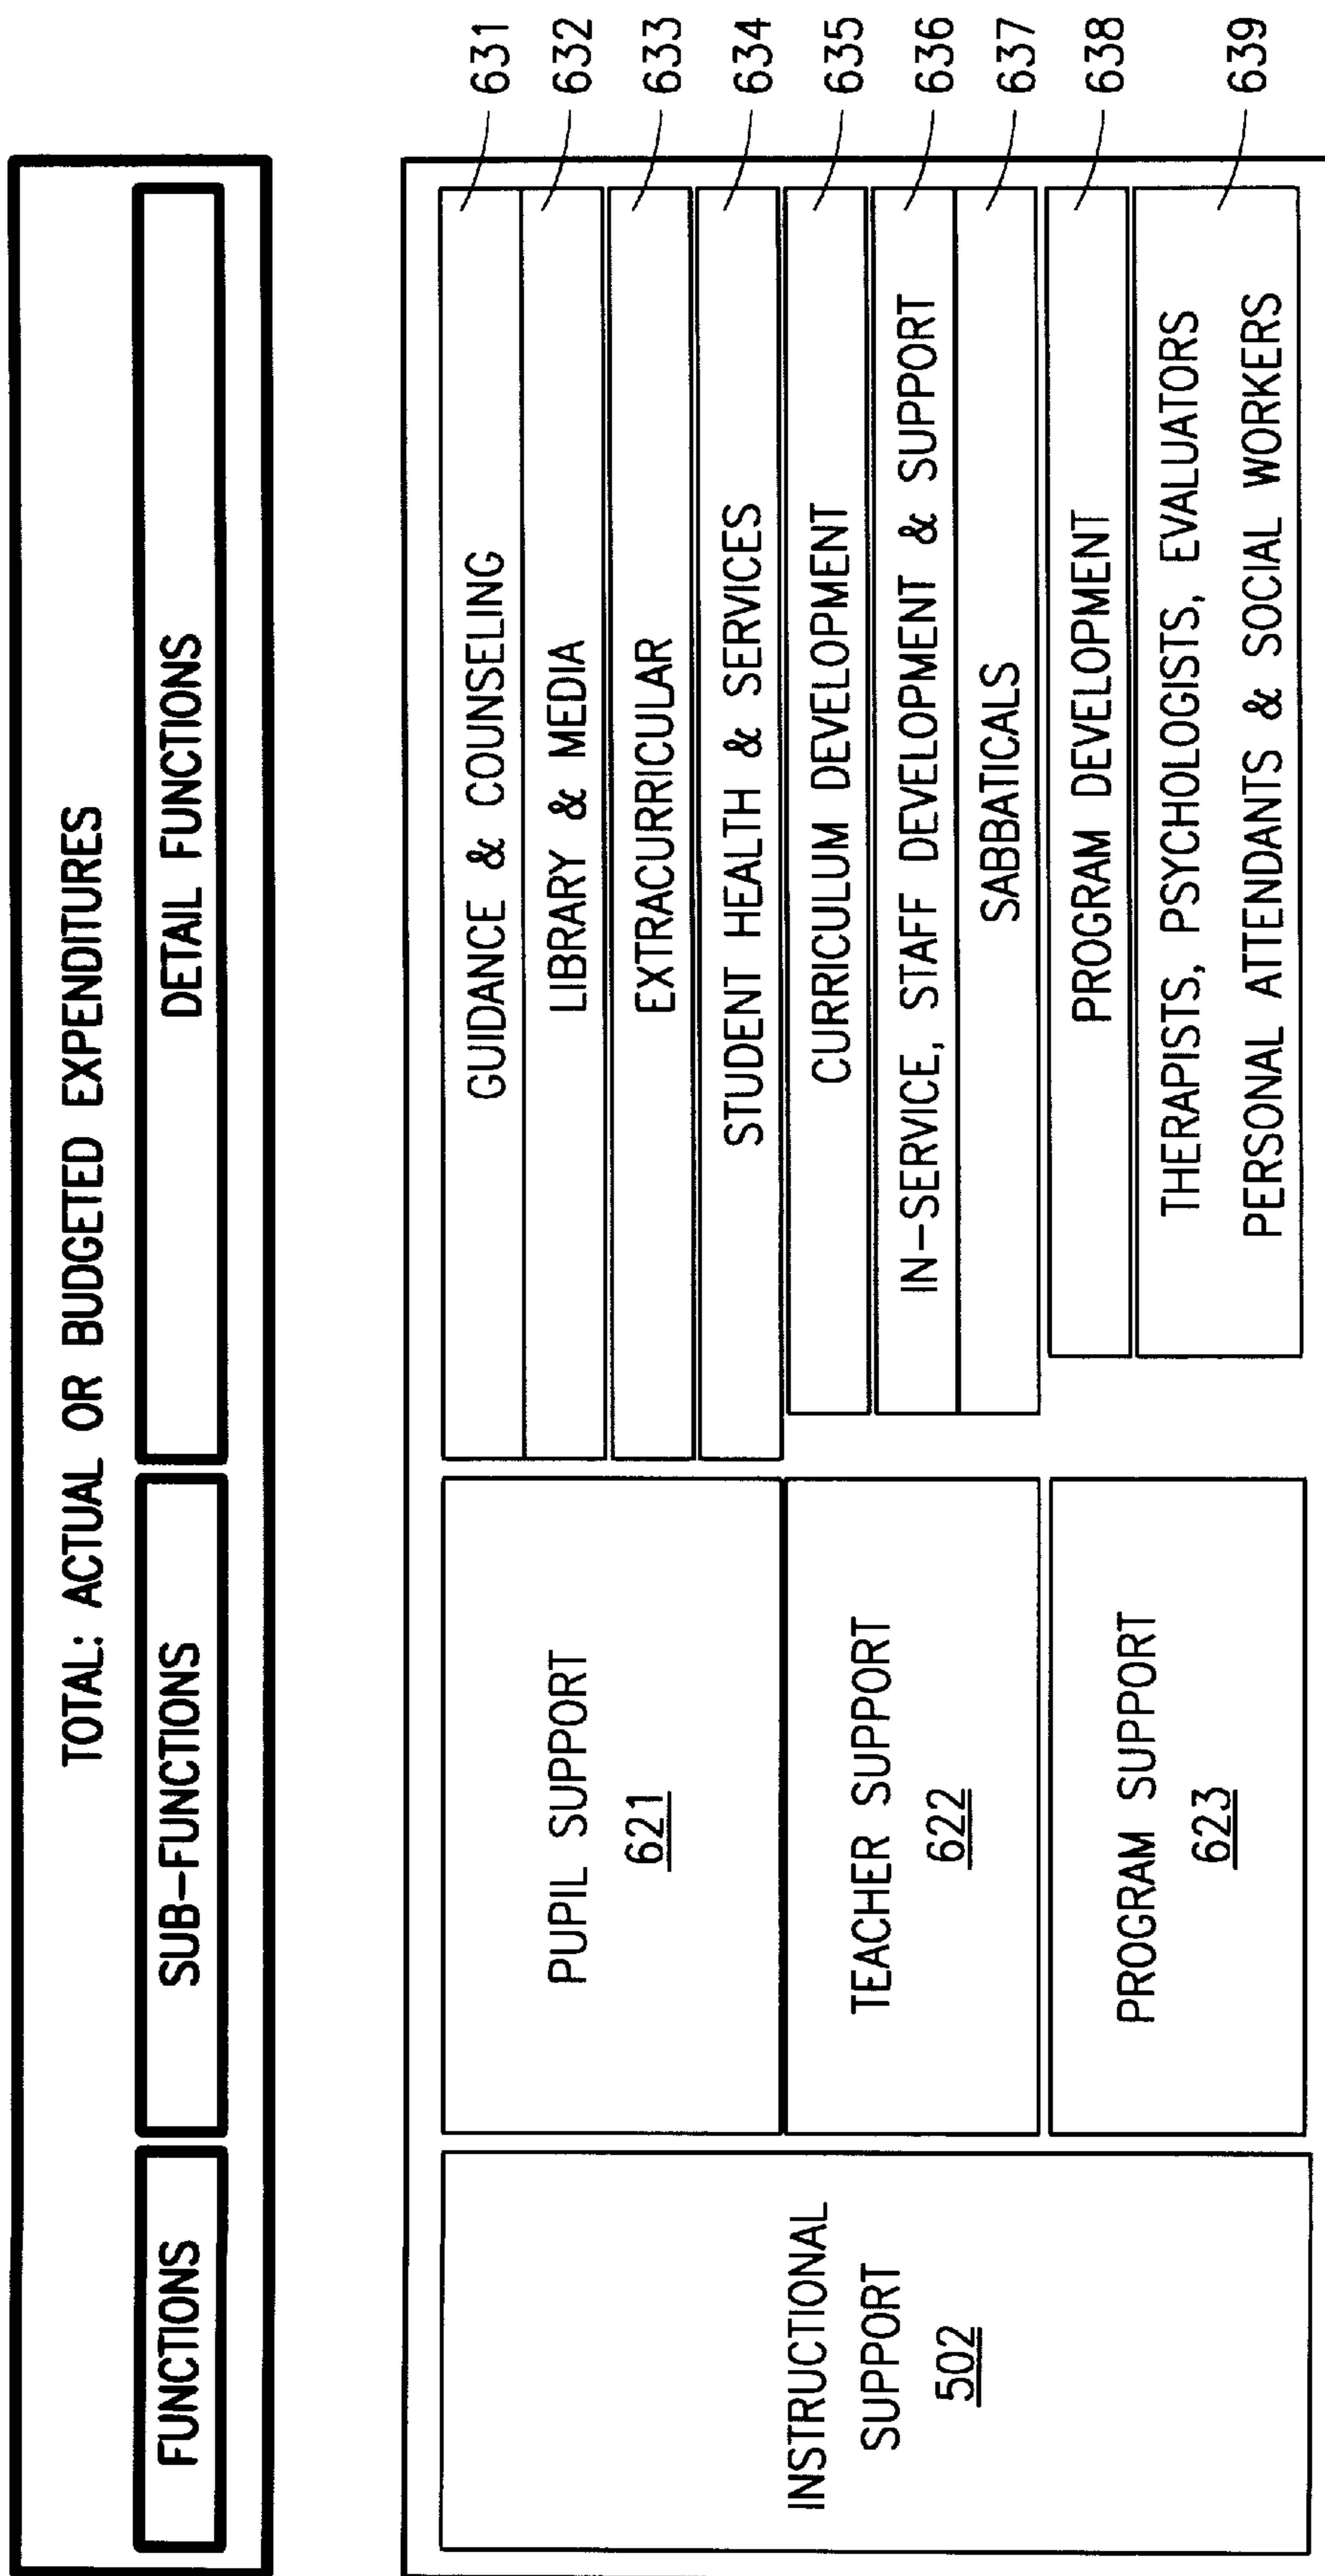 TOTAL: ACTUAL OR BUDGETED EXPENDITURES
FUNCTIONS
SUB-FUNCTIONS
DETAIL FUNCTIONS
INSTRUCTIONAL
SUPPORT
502
PUPIL SUPPORT
621
GUIDANCE & COUNSELING
631
LIBRARY & MEDIA
632
EXTRACURRICULAR
633
STUDENT HEALTH & SERVICES
634
TEACHER SUPPORT
622
CURRICULUM DEVELOPMENT
635
IN-SERVICE, STAFF DEVELOPMENT & SUPPORT
636
SABBATICALS
637
PROGRAM SUPPORT
623
PROGRAM DEVELOPMENT
638
THERAPISTS, PSYCHOLOGISTS, EVALUATORS
PERSONAL ATTENDANTS & SOCIAL WORKERS
639